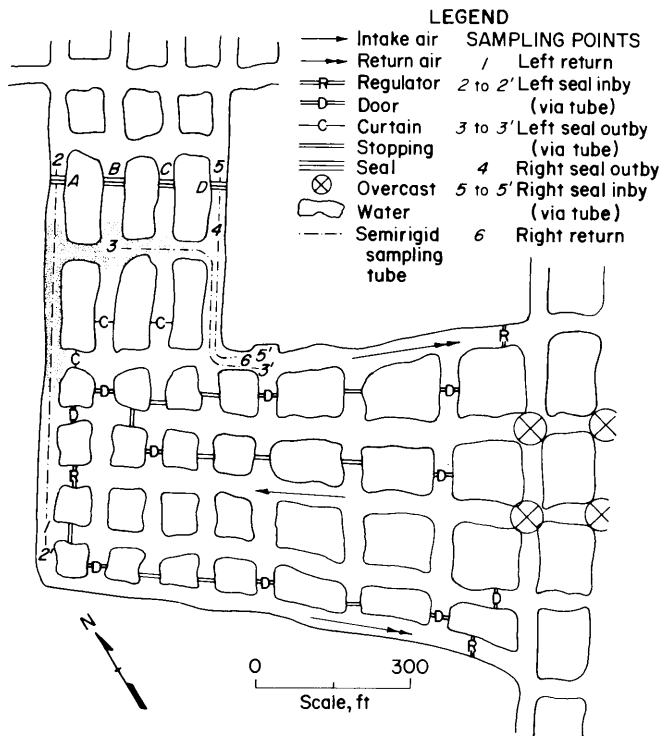 LEGEND
Intake air
Return air
Regulator
Door
Curtain
Stopping
Seal
Overcast
Water
Semirigid
sampling
tube
SAMPLING POINTS
1 Left return
2 to 2' Left seal inby
(via tube)
3 to 3' Left seal outby
(via tube)
4 Right seal outby
5 to 5' Right seal inby
(via tube)
6 Right return
R
D
C
2
A
B
C
D
5
4
3
C
C
C
6
5'
3'
R
D
D
D
D
D
D
R
2'
D
D
D
D
R
N
0 300
Scale, ft